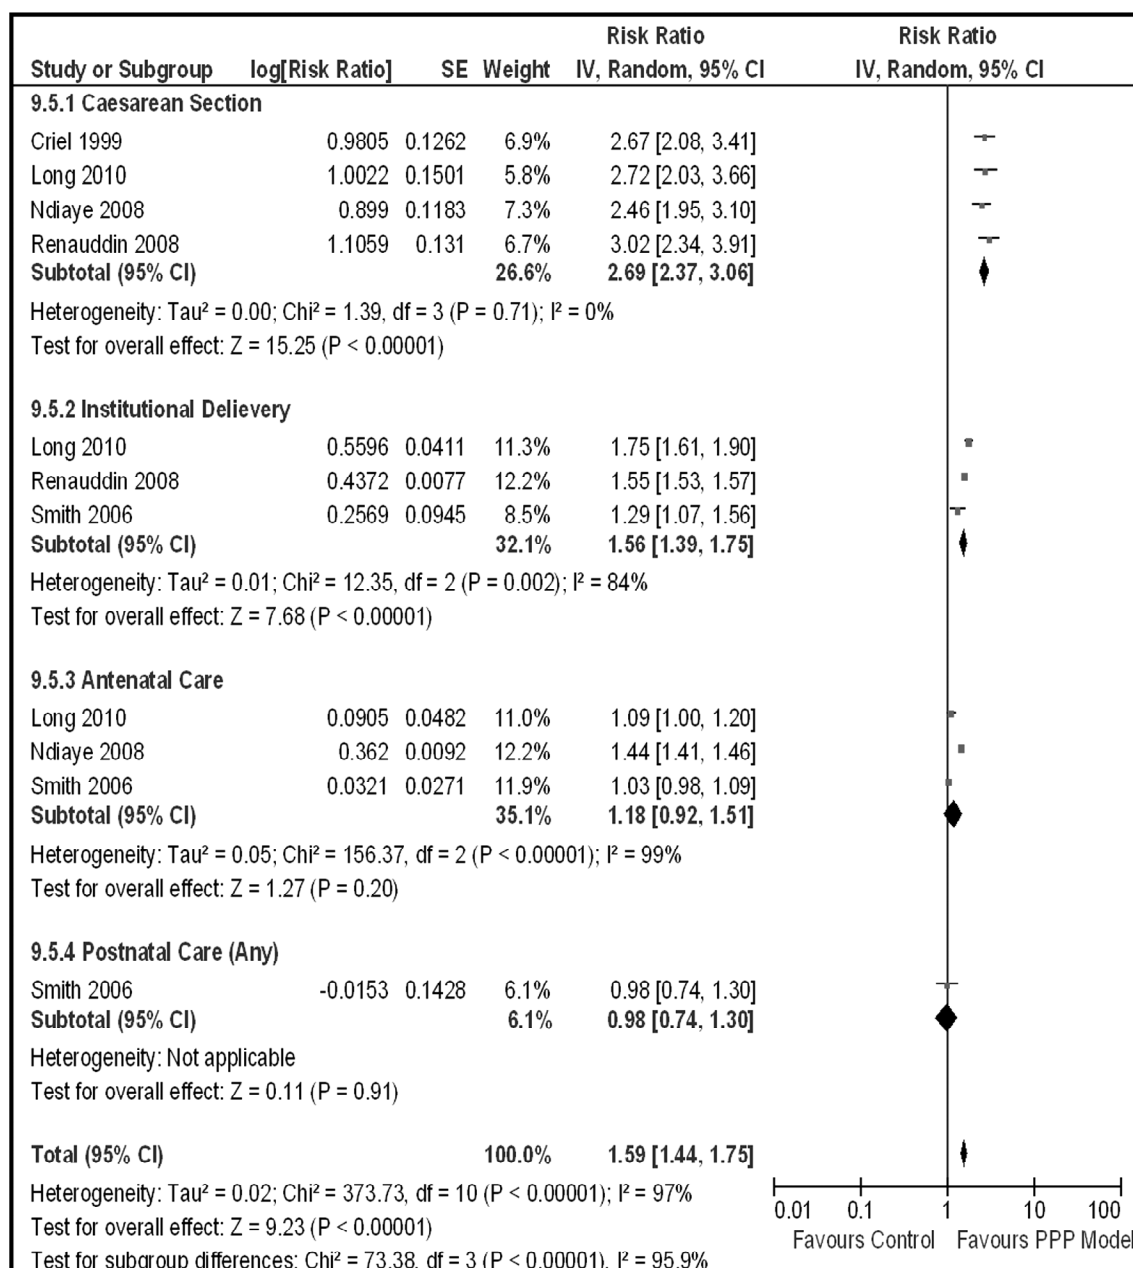 Risk Ratio Risk Ratio
Study or Subgroup log[Risk Ratio] SE Weight IV, Random, 95% CI IV, Random, 95% CI
9.5.1 Caesarean Section
Criel 1999 0.9805 0.1262 6.9% 2.67 [2.08, 3.41]
Long 2010 1.0022 0.1501 5.8% 2.72 [2.03, 3.66]
Ndiaye 2008 0.899 0.1183 7.3% 2.46 [1.95, 3.10]
Renauddin 2008 1.1059 0.131 6.7% 3.02 [2.34, 3.91]
Subtotal (95% CI) 26.6% 2.69 [2.37, 3.06]
Heterogeneity: Tau² = 0.00; Chi² = 1.39, df = 3 (P = 0.71); I² = 0%
Test for overall effect: Z = 15.25 (P < 0.00001)
9.5.2 Institutional Delievery
Long 2010 0.5596 0.0411 11.3% 1.75 [1.61, 1.90]
Renauddin 2008 0.4372 0.0077 12.2% 1.55 [1.53, 1.57]
Smith 2006 0.2569 0.0945 8.5% 1.29 [1.07, 1.56]
Subtotal (95% CI) 32.1% 1.56 [1.39, 1.75]
Heterogeneity: Tau² = 0.01; Chi² = 12.35, df = 2 (P = 0.002); I² = 84%
Test for overall effect: Z = 7.68 (P < 0.00001)
9.5.3 Antenatal Care
Long 2010 0.0905 0.0482 11.0% 1.09 [1.00, 1.20]
Ndiaye 2008 0.362 0.0092 12.2% 1.44 [1.41, 1.46]
Smith 2006 0.0321 0.0271 11.9% 1.03 [0.98, 1.09]
Subtotal (95% CI) 35.1% 1.18 [0.92, 1.51]
Heterogeneity: Tau² = 0.05; Chi² = 156.37, df = 2 (P < 0.00001); I² = 99%
Test for overall effect: Z = 1.27 (P = 0.20)
9.5.4 Postnatal Care (Any)
Smith 2006 -0.0153 0.1428 6.1% 0.98 [0.74, 1.30]
Subtotal (95% CI) 6.1% 0.98 [0.74, 1.30]
Heterogeneity: Not applicable
Test for overall effect: Z = 0.11 (P = 0.91)
Total (95% CI) 100.0% 1.59 [1.44, 1.75]
Heterogeneity: Tau² = 0.02; Chi² = 373.73, df = 10 (P < 0.00001); I² = 97%
Test for overall effect: Z = 9.23 (P < 0.00001)
Test for subgroup differences: Chi² = 73.38, df = 3 (P < 0.00001), I² = 95.9%
0.01 0.1 1 10 100
Favours Control Favours PPP Model